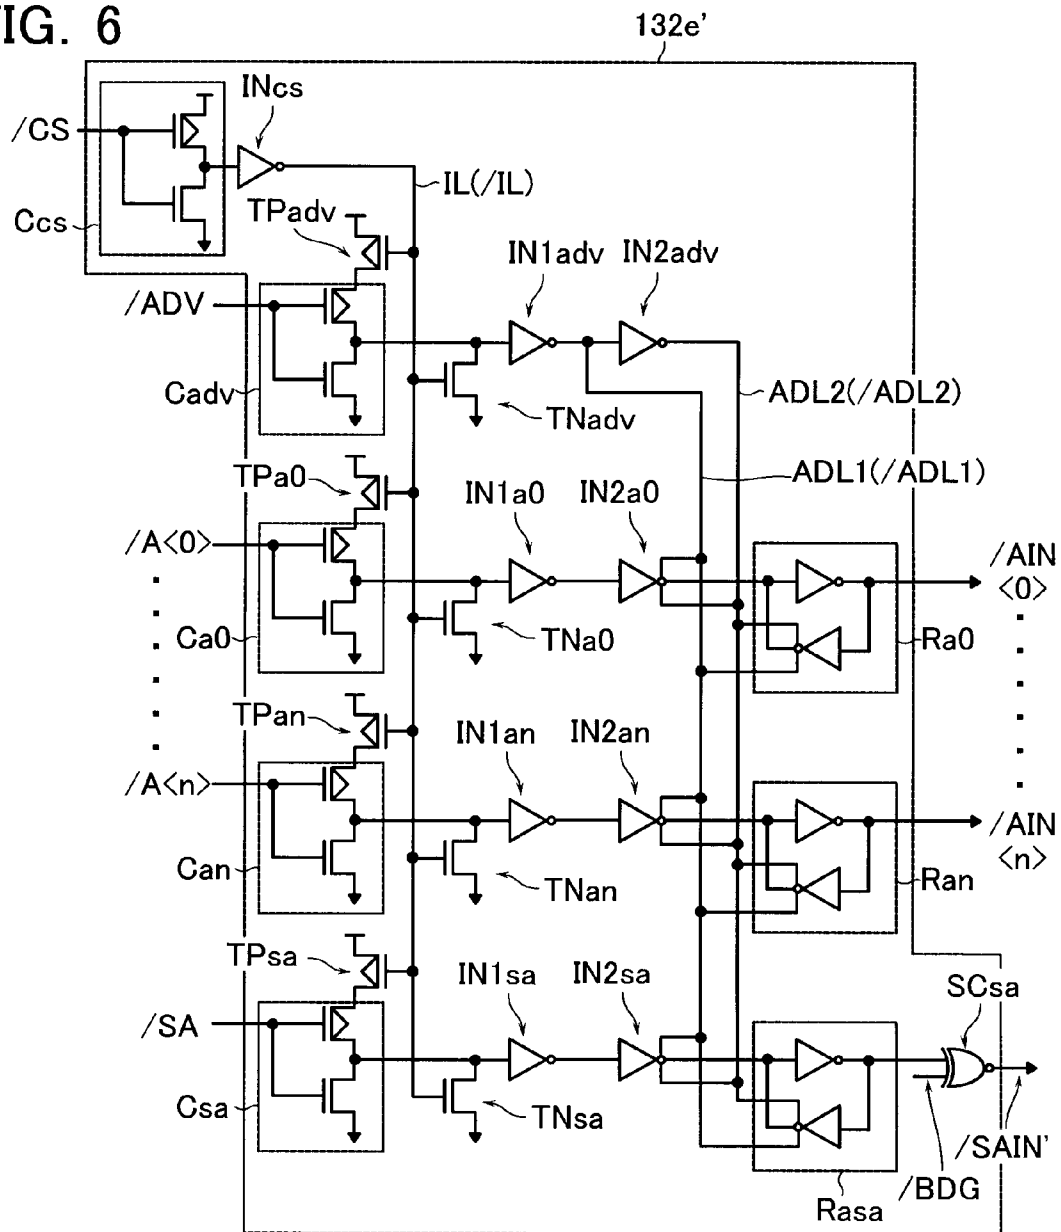 IG. 6
132e'
INcs
/CS
IL(/IL)
Ccs
TPadv
IN1adv
IN2adv
/ADV
Cadv
TNadv
ADL2(/ADL2)
TPa0
ADL1(/ADL1)
IN1a0
IN2a0
/A<0>
/AIN
<0>
Ca0
TNa0
Ra0
TPan
IN1an
IN2an
/A<n>
/AIN
<n>
Can
TNan
Ran
TPsa
IN1sa
IN2sa
SCsa
/SA
Csa
TNsa
/SAIN'
/BDG
Rasa